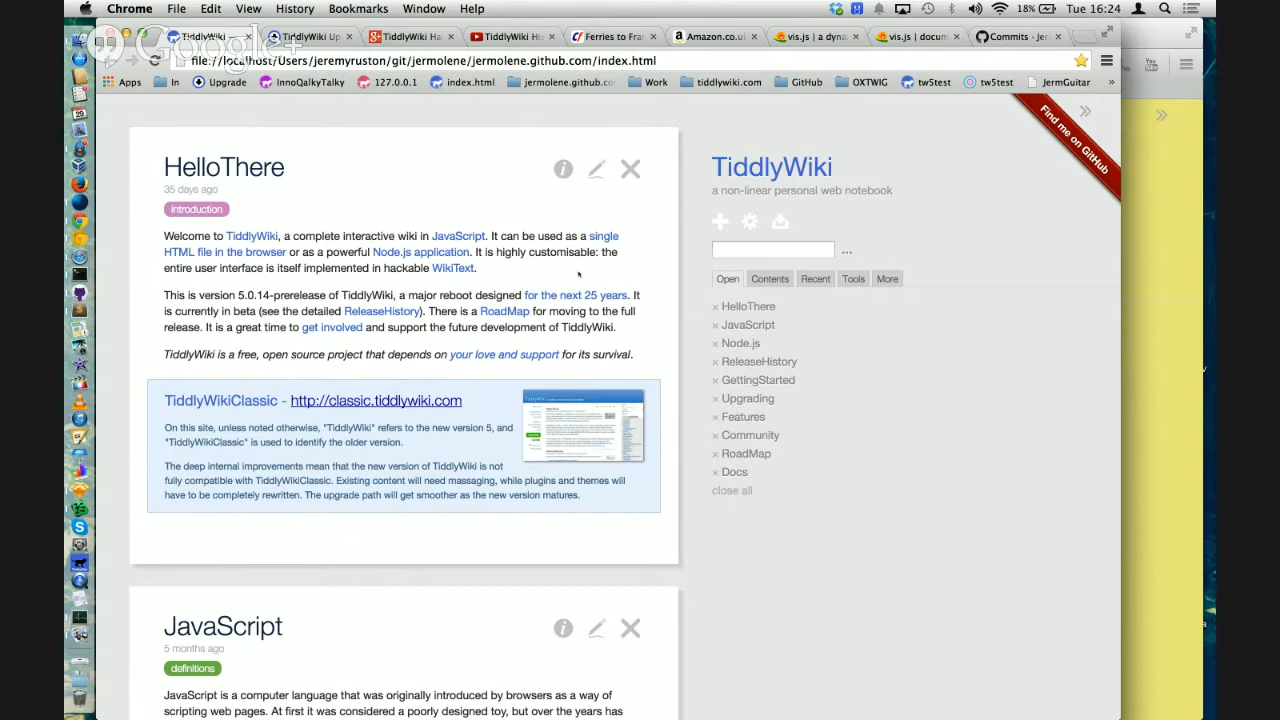 Chrome File Edit View History Bookmarks Window Help 18% Tue 16:24
Google+
TiddlyWiki TiddlyWiki Up TiddlyWiki Ha YouTube TiddlyWiki His Ferries to Fran Amazon.co.uk vis.js | a dyna vis.js | docum Commits · Jerm
file://localhost/Users/jeremyruston/git/jermolene/jermolene.github.com/index.html
Apps In Upgrade InnoQalkyTalky 127.0.0.1 index.html jermolene.github.co Work tiddlywiki.com GitHub OXTWIG tw5test tw5test JermGuitar »
Find me on GitHub
HelloThere
35 days ago
introduction
Welcome to TiddlyWiki, a complete interactive wiki in JavaScript. It can be used as a single
HTML file in the browser or as a powerful Node.js application. It is highly customisable: the
entire user interface is itself implemented in hackable WikiText.
This is version 5.0.14-prerelease of TiddlyWiki, a major reboot designed for the next 25 years. It
is currently in beta (see the detailed ReleaseHistory). There is a RoadMap for moving to the full
release. It is a great time to get involved and support the future development of TiddlyWiki.
TiddlyWiki is a free, open source project that depends on your love and support for its survival.
TiddlyWikiClassic - http://classic.tiddlywiki.com
On this site, unless noted otherwise, "TiddlyWiki" refers to the new version 5, and
"TiddlyWikiClassic" is used to identify the older version.
The deep internal improvements mean that the new version of TiddlyWiki is not
fully compatible with TiddlyWikiClassic. Existing content will need massaging, while plugins and themes will
have to be completely rewritten. The upgrade path will get smoother as the new version matures.
JavaScript
5 months ago
definitions
JavaScript is a computer language that was originally introduced by browsers as a way of
scripting web pages. At first it was considered a poorly designed toy, but over the years has
TiddlyWiki
a non-linear personal web notebook
...
Open Contents Recent Tools More
× HelloThere
× JavaScript
× Node.js
× ReleaseHistory
× GettingStarted
× Upgrading
× Features
× Community
× RoadMap
× Docs
close all